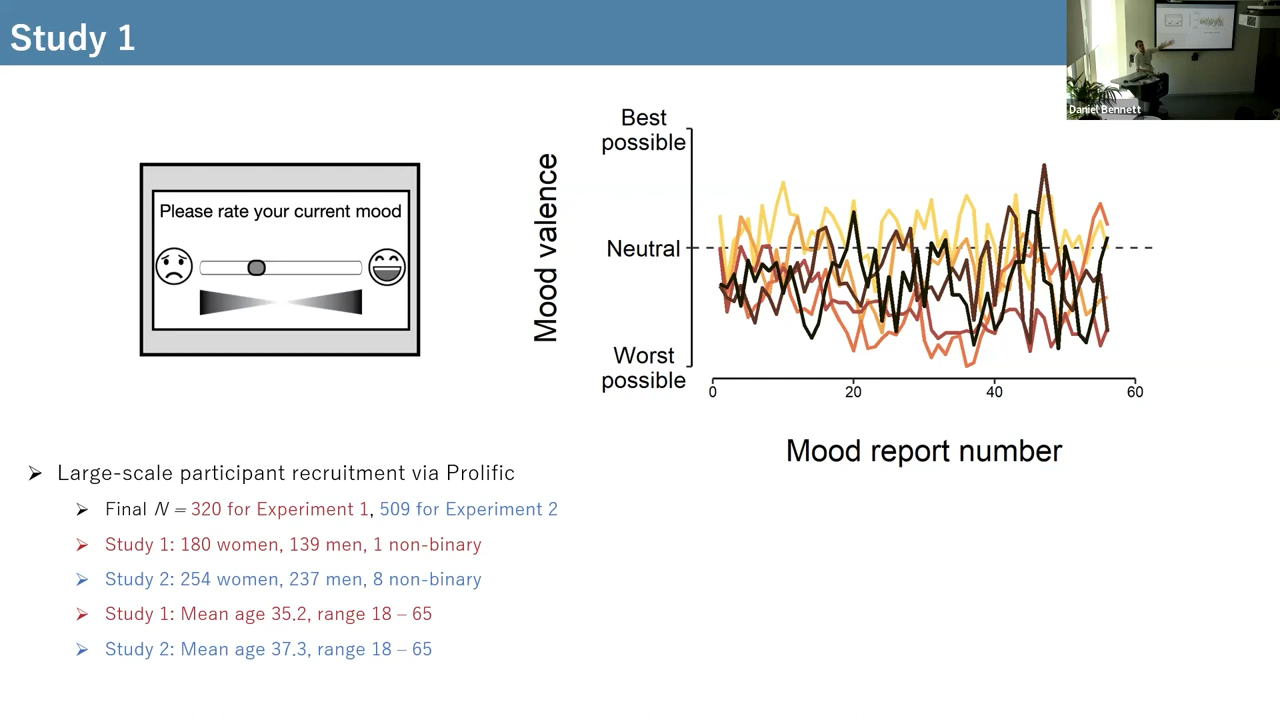 Study 1
Daniel Bennett
Please rate your current mood
Mood valence
Best
possible
Neutral
Worst
possible
0
20
40
60
Mood report number
Large-scale participant recruitment via Prolific
Final N = 320 for Experiment 1, 509 for Experiment 2
Study 1: 180 women, 139 men, 1 non-binary
Study 2: 254 women, 237 men, 8 non-binary
Study 1: Mean age 35.2, range 18 – 65
Study 2: Mean age 37.3, range 18 – 65